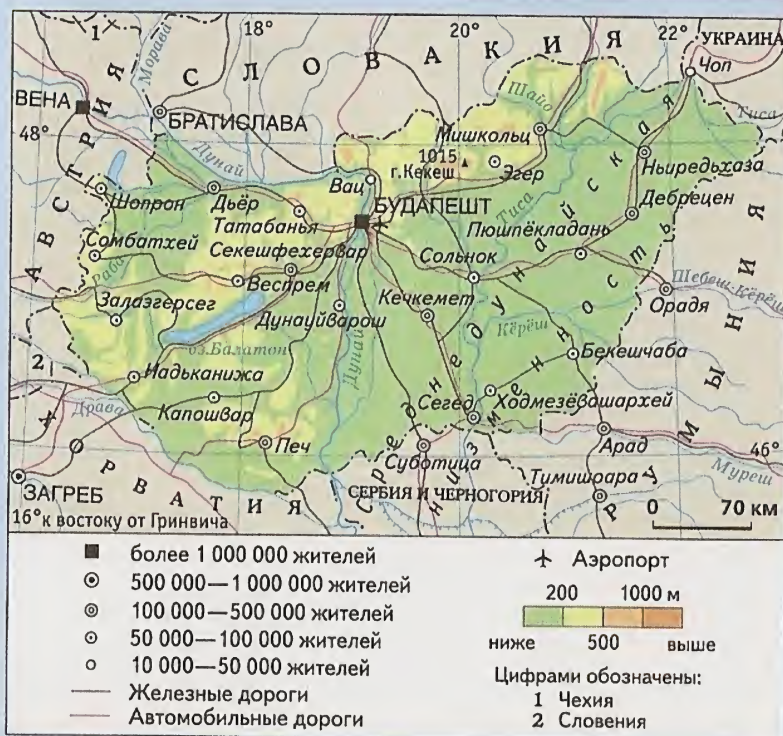 18°
20°
22°
1
УКРАИНА
СЛОВАКИЯ
Морава
Чоп
ВЕНА
АВСТРИЯ
БРАТИСЛАВА
Шайо
Мишкольц
Тиса
48°
Дунай
1015
г.Кекеш
Эгер
Ньиредьхаза
Шопрон
Дьёр
Вац
Татабанья
БУДАПЕШТ
Тиса
Дебрецен
Сомбатхей
Секешфехервар
Сольнок
Пюшпёкладань
Раба
Веспрем
Шебеш-Кёрёш
Залаэгерсег
Дунауйварош
Кечкемет
Орадя
оз.Балатон
Дунай
Кёрёш
2
Надьканижа
Бекешчаба
Драва
Капошвар
Сегед
Ходмезёвашархей
Среднедунайская
низменность
РУМЫНИЯ
Печ
Арад
46°
ХОРВАТИЯ
Суботица
Муреш
ЗАГРЕБ
СЕРБИЯ И ЧЕРНОГОРИЯ
Тимишоара
16° к востоку от Гринвича
0 70 км
более 1 000 000 жителей
500 000—1 000 000 жителей
100 000—500 000 жителей
50 000—100 000 жителей
10 000—50 000 жителей
Железные дороги
Автомобильные дороги
Аэропорт
200 1000 м
ниже 500 выше
Цифрами обозначены:
1 Чехия
2 Словения